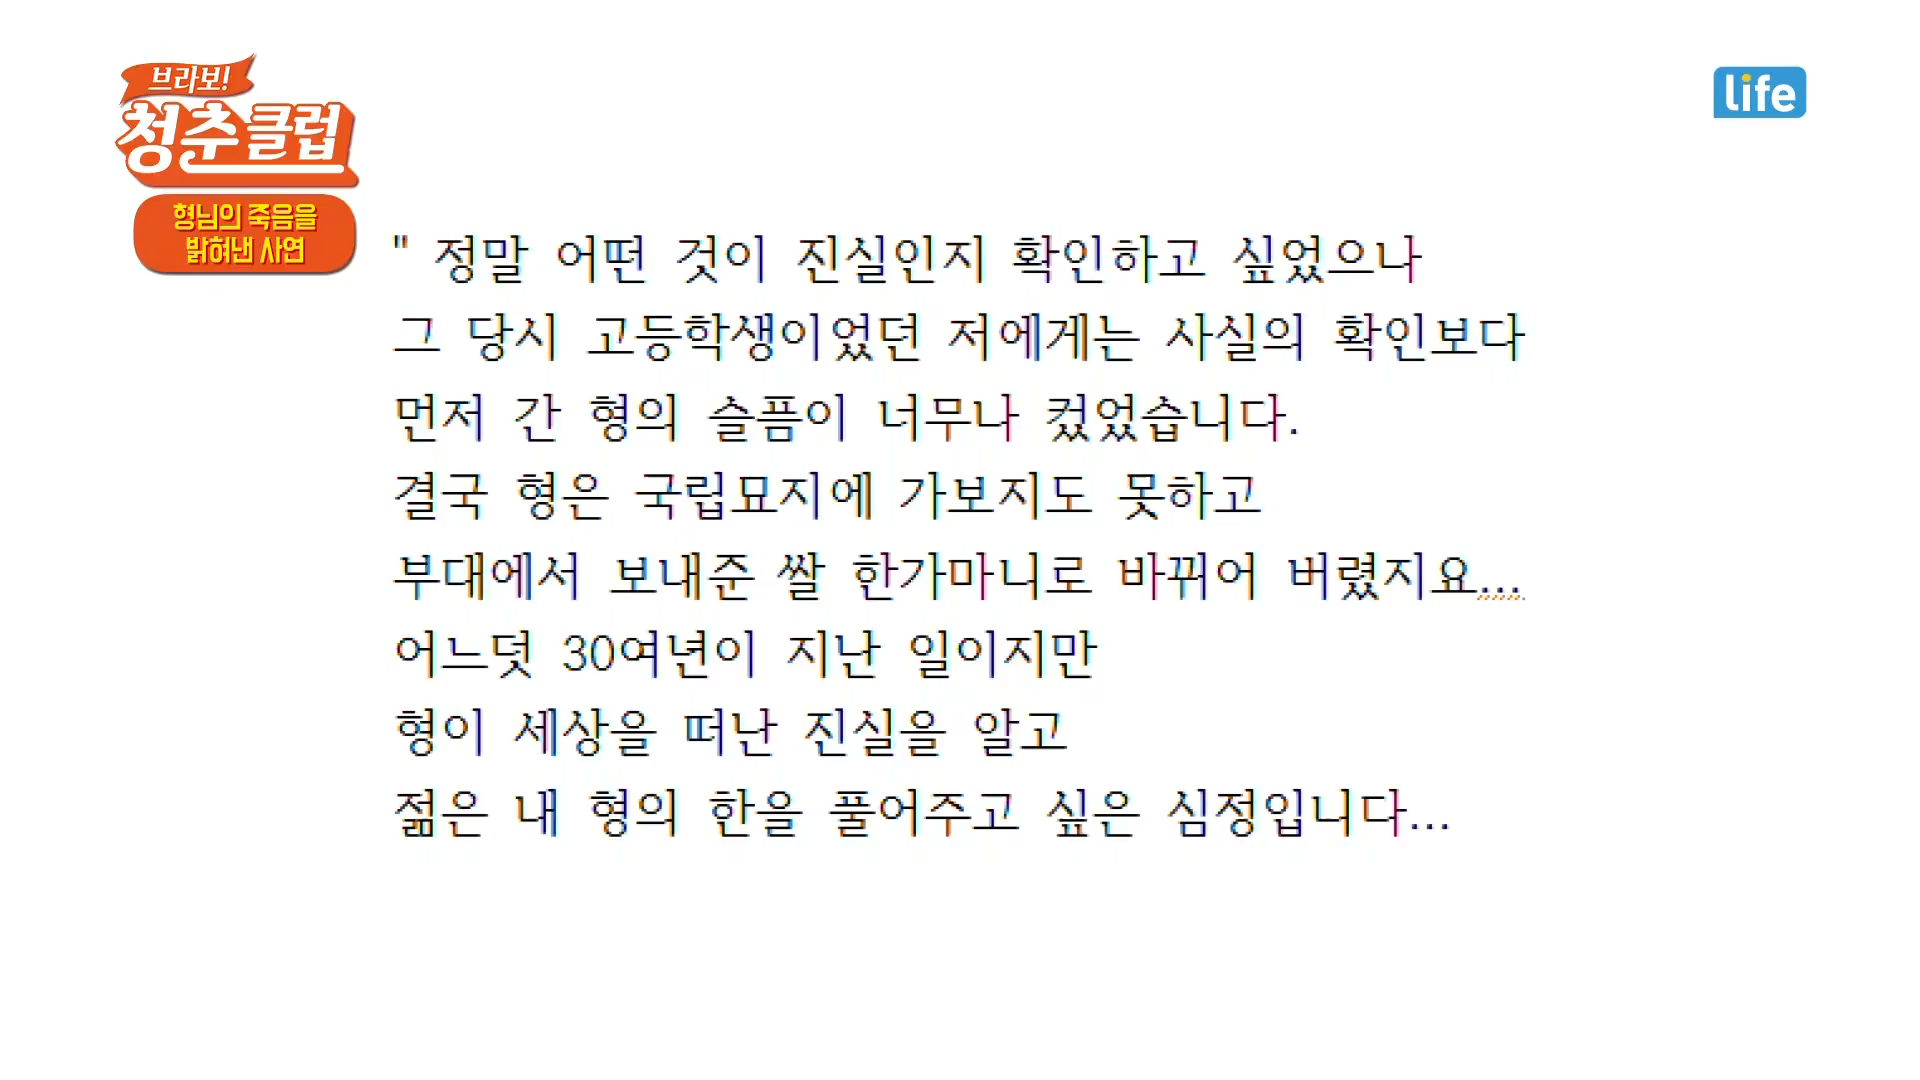 브라보!
청춘클럽
형님의 죽음을
밝혀낸 사연
life
" 정말 어떤 것이 진실인지 확인하고 싶었으나
그 당시 고등학생이었던 저에게는 사실의 확인보다
먼저 간 형의 슬픔이 너무나 컸었습니다.
결국 형은 국립묘지에 가보지도 못하고
부대에서 보내준 쌀 한가마니로 바뀌어 버렸지요...
어느덧 30여년이 지난 일이지만
형이 세상을 떠난 진실을 알고
젊은 내 형의 한을 풀어주고 싶은 심정입니다...